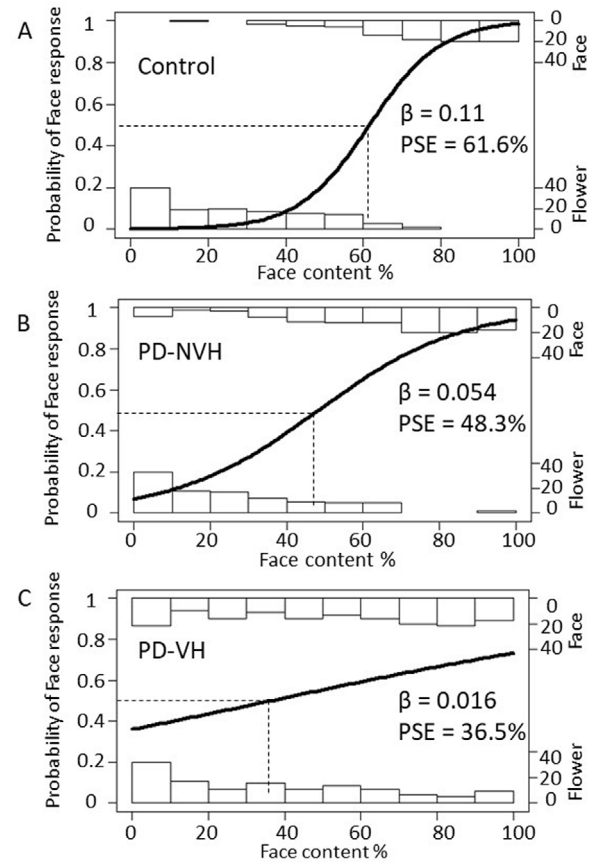 A
Probability of Face response
1
0.8
0.6
0.4
0.2
0
Control
β = 0.11
PSE = 61.6%
0
20
40
Face
40
20
0
Flower
0 20 40 60 80 100
Face content %
B
Probability of Face response
1
0.8
0.6
0.4
0.2
0
PD-NVH
β = 0.054
PSE = 48.3%
0
20
40
Face
40
20
0
Flower
0 20 40 60 80 100
Face content %
C
Probability of Face response
1
0.8
0.6
0.4
0.2
0
PD-VH
β = 0.016
PSE = 36.5%
0
20
40
Face
40
20
0
Flower
0 20 40 60 80 100
Face content %